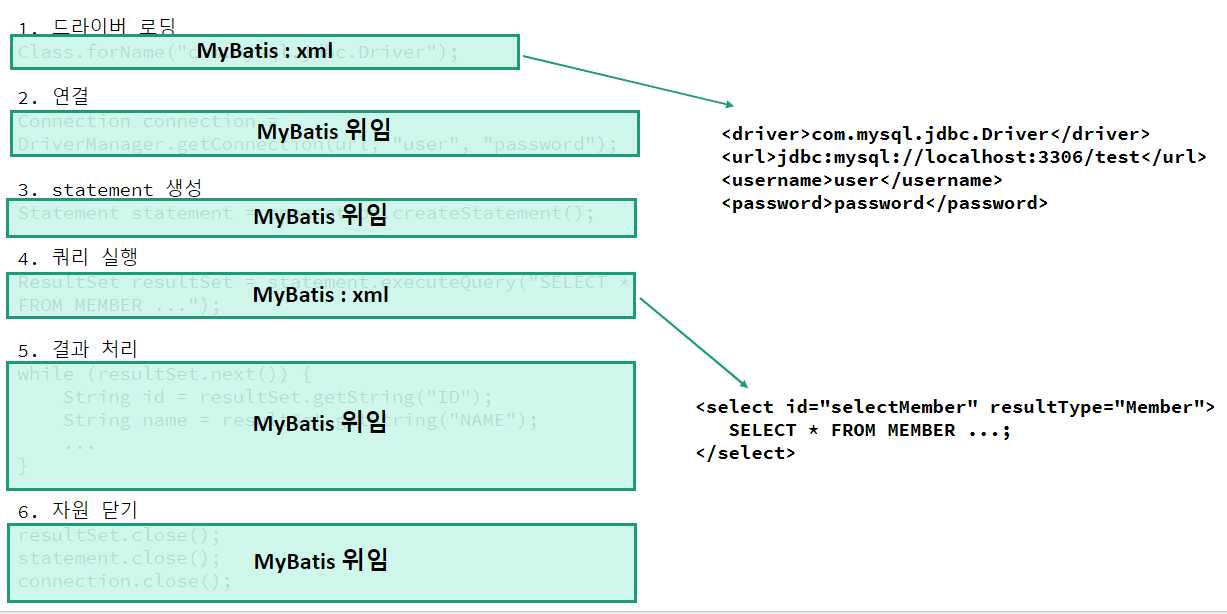 1. 드라이버 로딩
Class.forName("c MyBatis : xml bc.Driver");
2. 연결
Connection connection =
MyBatis 위임
DriverManager.getConnection(url, "user", "password");
3. statement 생성
Statement statement = MyBatis 위임 createStatement();
4. 쿼리 실행
ResultSet resultSet = statement.executeQuery("SELECT *
MyBatis : xml
FROM MEMBER ...");
5. 결과 처리
while (resultSet.next()) {
String id = resultSet.getString("ID");
String name = MyBatis 위임 String("NAME");
...
}
6. 자원 닫기
resultSet.close();
statement.close(); MyBatis 위임
connection.close();
<driver>com.mysql.jdbc.Driver</driver>
<url>jdbc:mysql://localhost:3306/test</url>
<username>user</username>
<password>password</password>
<select id="selectMember" resultType="Member">
SELECT * FROM MEMBER ...;
</select>